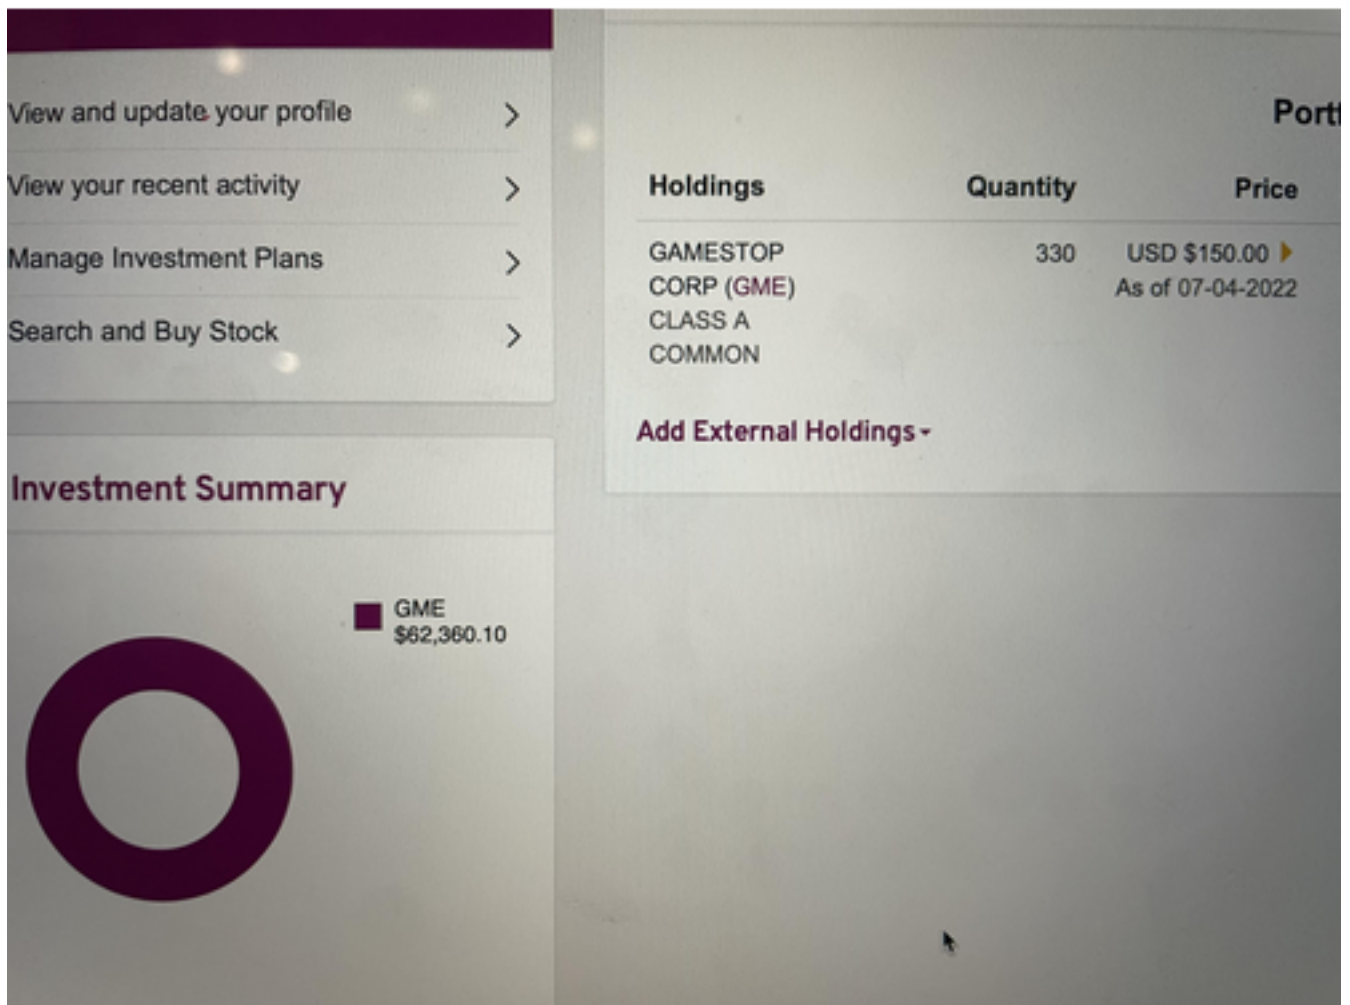 View and update your profile
View your recent activity
Manage Investment Plans
Search and Buy Stock
Investment Summary
GME
$62,360.10
Holdings Quantity Price
GAMESTOP 330 USD $150.00
CORP (GME) As of 07-04-2022
CLASS A
COMMON
Add External Holdings